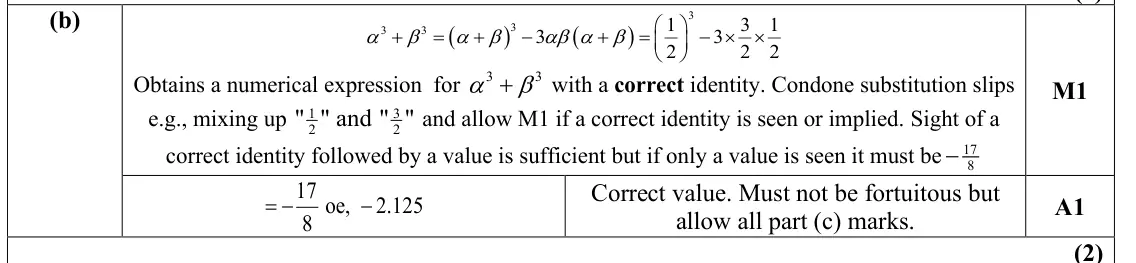 (b)
α³ + β³ = (α + β)³ − 3αβ(α + β) = (1/2)³ − 3 × 3/2 × 1/2
Obtains a numerical expression for α³ + β³ with a correct identity. Condone substitution slips
e.g., mixing up "1/2" and "3/2" and allow M1 if a correct identity is seen or implied. Sight of a
correct identity followed by a value is sufficient but if only a value is seen it must be − 17/8
M1
= − 17/8 oe, − 2.125
Correct value. Must not be fortuitous but
allow all part (c) marks.
A1
(2)